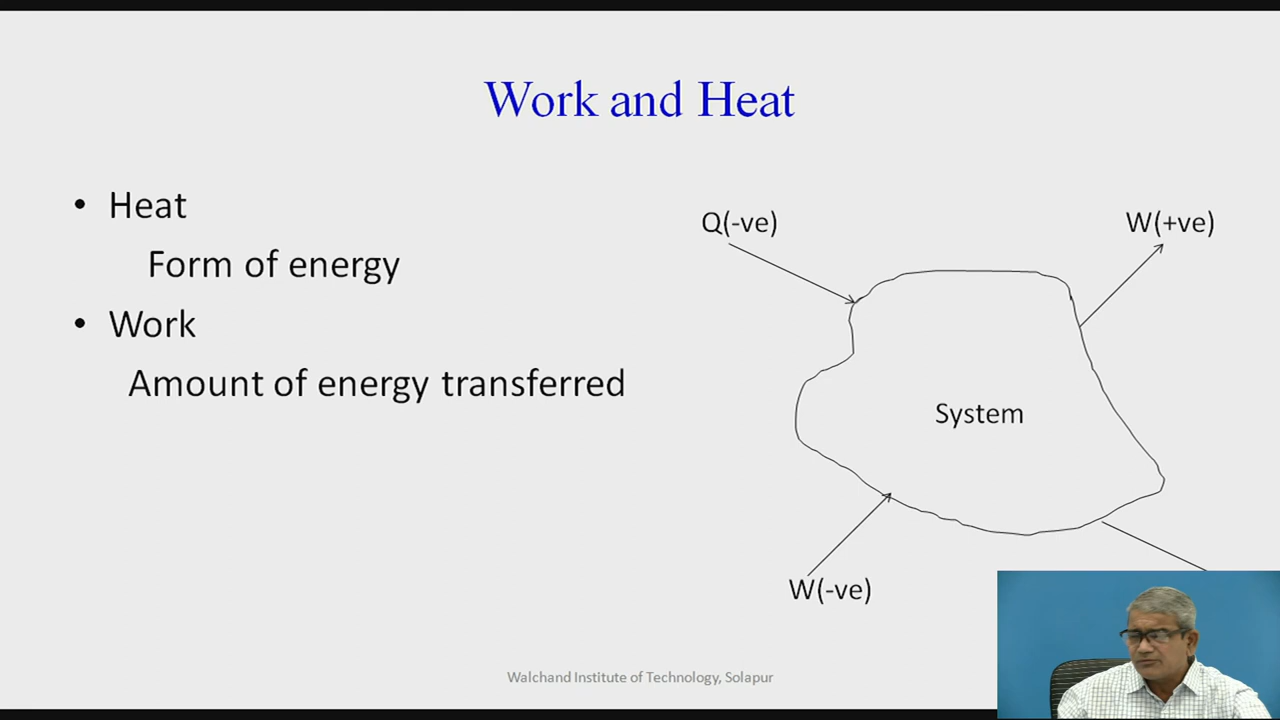 Work and Heat
• Heat
Form of energy
• Work
Amount of energy transferred
Q(-ve)
W(+ve)
System
W(-ve)
Walchand Institute of Technology, Solapur